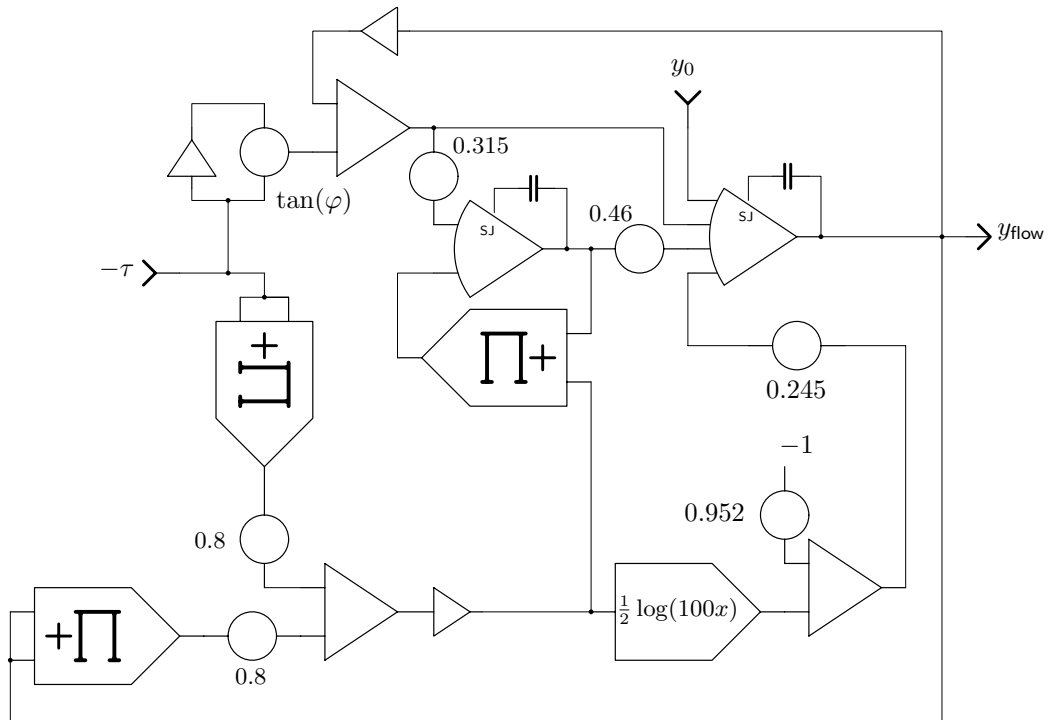 y₀
0.315
tan(φ)
0.46
SJ
SJ
y_flow
−τ
+
∏
∏+
0.245
−1
0.952
0.8
½ log(100x)
+∏
0.8